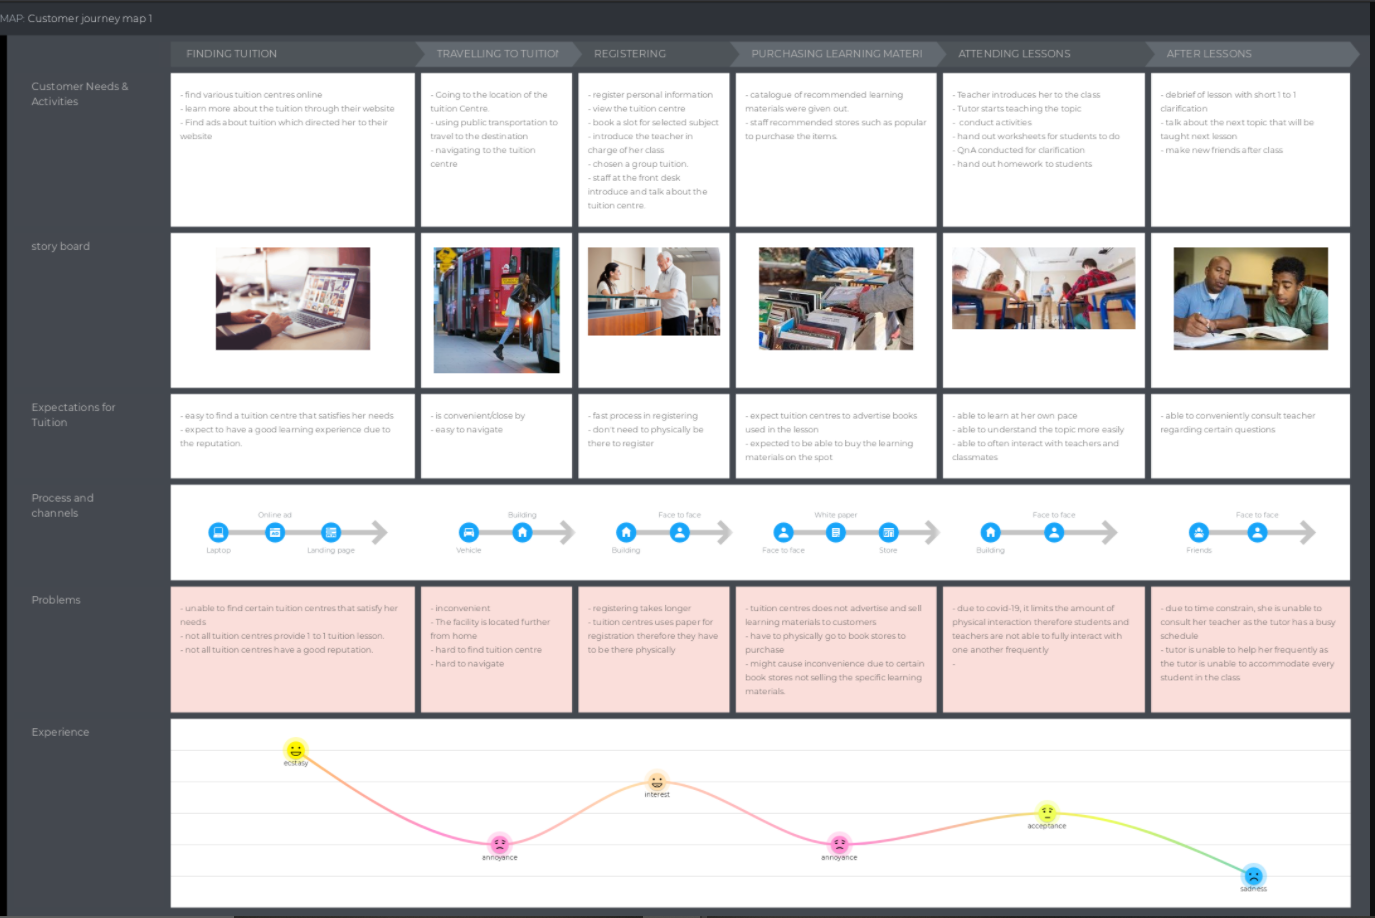 MAP: Customer journey map 1
FINDING TUITION
TRAVELLING TO TUITION
REGISTERING
PURCHASING LEARNING MATERI
ATTENDING LESSONS
AFTER LESSONS
Customer Needs &
Activities
- find various tuition centres online
- learn more about the tuition through their website
- Find ads about tuition which directed her to their
website
- Going to the location of the
tuition Centre.
- using public transportation to
travel to the destination
- navigating to the tuition
centre
- register personal information
- view the tuition centre
- book a slot for selected subject
- introduce the teacher in
charge of her class
- chosen a group tuition.
- staff at the front desk
introduce and talk about the
tuition centre.
- catalogue of recommended learning
materials were given out.
- staff recommended stores such as popular
to purchase the items.
- Teacher introduces her to the class
- Tutor starts teaching the topic
- conduct activities
- hand out worksheets for students to do
- QnA conducted for clarification
- hand out homework to students
- debrief of lesson with short 1 to 1
clarification
- talk about the next topic that will be
taught next lesson
- make new friends after class
story board
Expectations for
Tuition
- easy to find a tuition centre that satisfies her needs
- expect to have a good learning experience due to
the reputation.
- is convenient/close by
- easy to navigate
- fast process in registering
- don't need to physically be
there to register
- expect tuition centres to advertise books
used in the lesson
- expected to be able to buy the learning
materials on the spot
- able to learn at her own pace
- able to understand the topic more easily
- able to often interact with teachers and
classmates
- able to conveniently consult teacher
regarding certain questions
Process and
channels
Laptop
Online ad
Landing page
Vehicle
Building
Building
Face to face
Face to face
White paper
Store
Building
Face to face
Friends
Face to face
Problems
- unable to find certain tuition centres that satisfy her
needs
- not all tuition centres provide 1 to 1 tuition lesson.
- not all tuition centres have a good reputation.
- inconvenient
- The facility is located further
from home
- hard to find tuition centre
- hard to navigate
- registering takes longer
- tuition centres uses paper for
registration therefore they have
to be there physically
- tuition centres does not advertise and sell
learning materials to customers
- have to physically go to book stores to
purchase
- might cause inconvenience due to certain
book stores not selling the specific learning
materials.
- due to covid-19, it limits the amount of
physical interaction therefore students and
teachers are not able to fully interact with
one another frequently
-
- due to time constrain, she is unable to
consult her teacher as the tutor has a busy
schedule
- tutor is unable to help her frequently as
the tutor is unable to accommodate every
student in the class
Experience
ecstasy
annoyance
interest
annoyance
acceptance
sadness